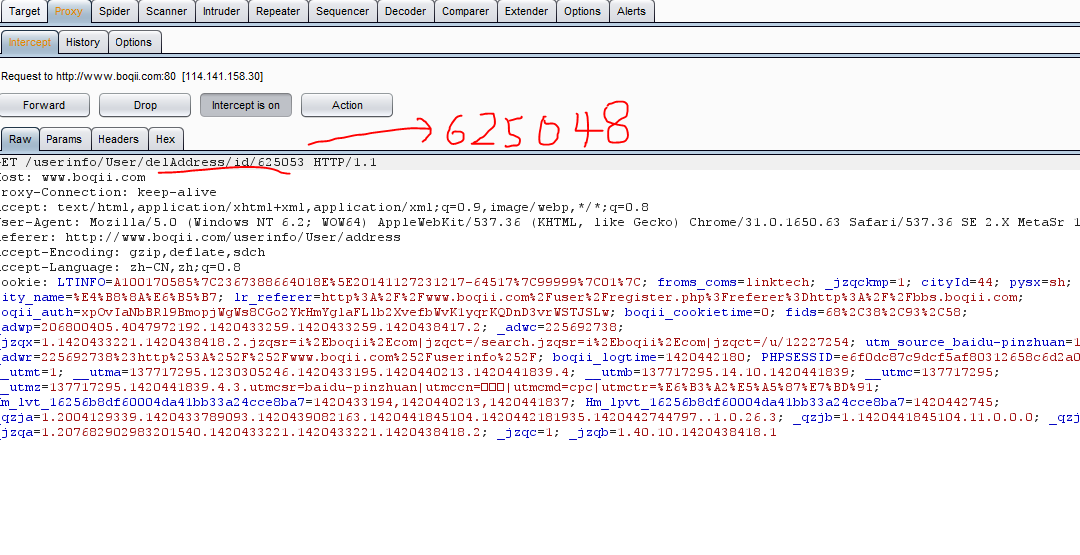 Target Proxy Spider Scanner Intruder Repeater Sequencer Decoder Comparer Extender Options Alerts
Intercept History Options
Request to http://www.boqii.com:80 [114.141.158.30]
Forward Drop Intercept is on Action
625048
Raw Params Headers Hex
ET /userinfo/User/delAddress/id/625053 HTTP/1.1
ost: www.boqii.com
roxy-Connection: keep-alive
ccept: text/html,application/xhtml+xml,application/xml;q=0.9,image/webp,*/*;q=0.8
ser-Agent: Mozilla/5.0 (Windows NT 6.2; WOW64) AppleWebKit/537.36 (KHTML, like Gecko) Chrome/31.0.1650.63 Safari/537.36 SE 2.X MetaSr 1
eferer: http://www.boqii.com/userinfo/User/address
ccept-Encoding: gzip,deflate,sdch
ccept-Language: zh-CN,zh;q=0.8
ookie: LTINFO=A100170585%7C2367388664018E%5E20141127231217-64517%7C99999%7C01%7C; froms_coms=linktech; _jzqckmp=1; cityId=44; pysx=sh;
ity_name=%E4%B8%8A%E6%B5%B7; lr_referer=http%3A%2F%2Fwww.boqii.com%2Fuser%2Fregister.php%3Freferer%3Dhttp%3A%2F%2Fbbs.boqii.com;
oqii_auth=xpOvIaNbBRl9BmopjWgWs8CGo2YkHmYglaFLlb2XvefbWvKlyqrKQDnD3vrWSTJSLw; boqii_cookietime=0; fids=68%2C38%2C93%2C58;
adwp=206800405.4047972192.1420433259.1420433259.1420438417.2; _adwc=225692738;
jzqx=1.1420433221.1420438418.2.jzqsr=i%2Eboqii%2Ecom|jzqct=/search.jzqsr=i%2Eboqii%2Ecom|jzqct=/u/12227254; utm_source_baidu-pinzhuan=1
adwr=225692738%23http%253A%252F%252Fwww.boqii.com%252Fuserinfo%252F; boqii_logtime=1420442180; PHPSESSID=e6f0dc87c9dcf5af80312658c6d2a0
_utmt=1; __utma=137717295.1230305246.1420433195.1420440213.1420441839.4; __utmb=137717295.14.10.1420441839; __utmc=137717295;
_utmz=137717295.1420441839.4.3.utmcsr=baidu-pinzhuan|utmccn=□□□|utmcmd=cpc|utmctr=%E6%B3%A2%E5%A5%87%E7%BD%91;
m_lvt_16256b8df60004da41bb33a24cce8ba7=1420433194,1420440213,1420441837; Hm_lpvt_16256b8df60004da41bb33a24cce8ba7=1420442745;
qzja=1.2004129339.1420433789093.1420439082163.1420441845104.1420442181935.1420442744797..1.0.26.3; _qzjb=1.1420441845104.11.0.0.0; _qzj
jzqa=1.207682902983201540.1420433221.1420433221.1420438418.2; _jzqc=1; _jzqb=1.40.10.1420438418.1